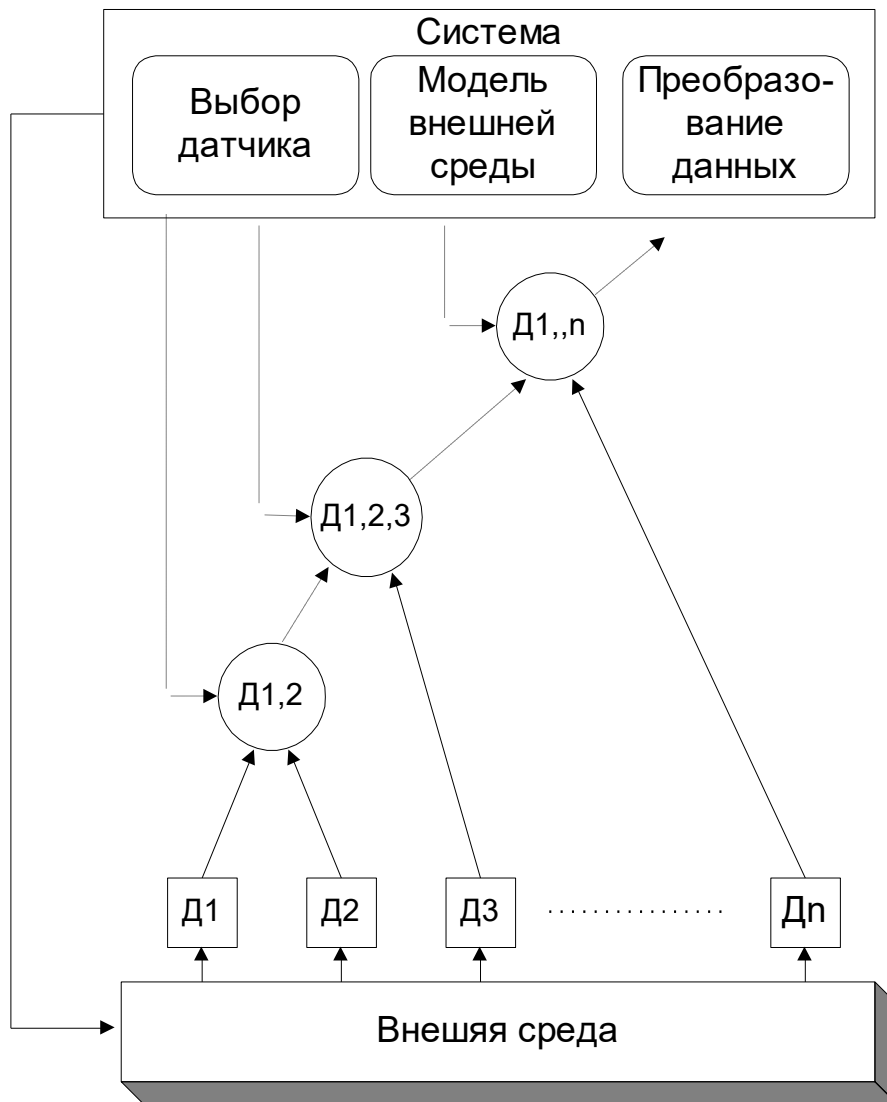 Система
Выбор
датчика
Модель
внешней
среды
Преобразо-
вание
данных
Д1,,n
Д1,2,3
Д1,2
Д1
Д2
Д3
Дn
Внешяя среда